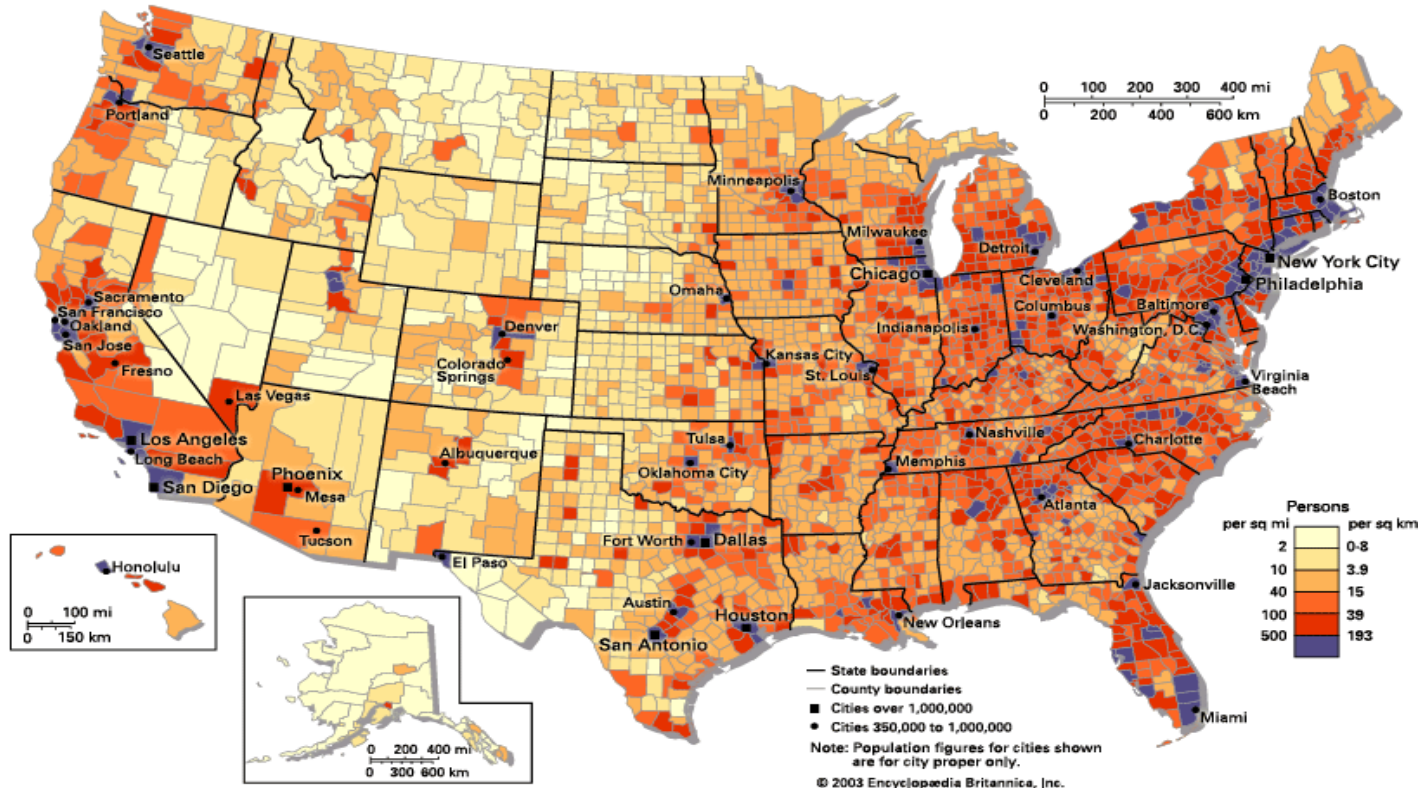 Seattle
Portland
0 100 200 300 400 mi
0 200 400 600 km
Minneapolis
Boston
Milwaukee
Detroit
New York City
Chicago
Cleveland
Philadelphia
Sacramento
San Francisco
Oakland
San Jose
Omaha
Columbus
Baltimore
Denver
Indianapolis
Washington, D.C.
Colorado
Springs
Kansas City
St. Louis
Fresno
Virginia
Beach
Las Vegas
Los Angeles
Long Beach
Tulsa
Nashville
Charlotte
Albuquerque
Oklahoma City
Memphis
Phoenix
San Diego
Mesa
Atlanta
Tucson
Fort Worth
Dallas
El Paso
Persons
per sq mi per sq km
2 0-8
10 3.9
40 15
100 39
500 193
Honolulu
0 100 mi
0 150 km
Austin
Houston
San Antonio
Jacksonville
New Orleans
Miami
0 200 400 mi
0 300 600 km
State boundaries
County boundaries
Cities over 1,000,000
Cities 350,000 to 1,000,000
Note: Population figures for cities shown
are for city proper only.
© 2003 Encyclopædia Britannica, Inc.